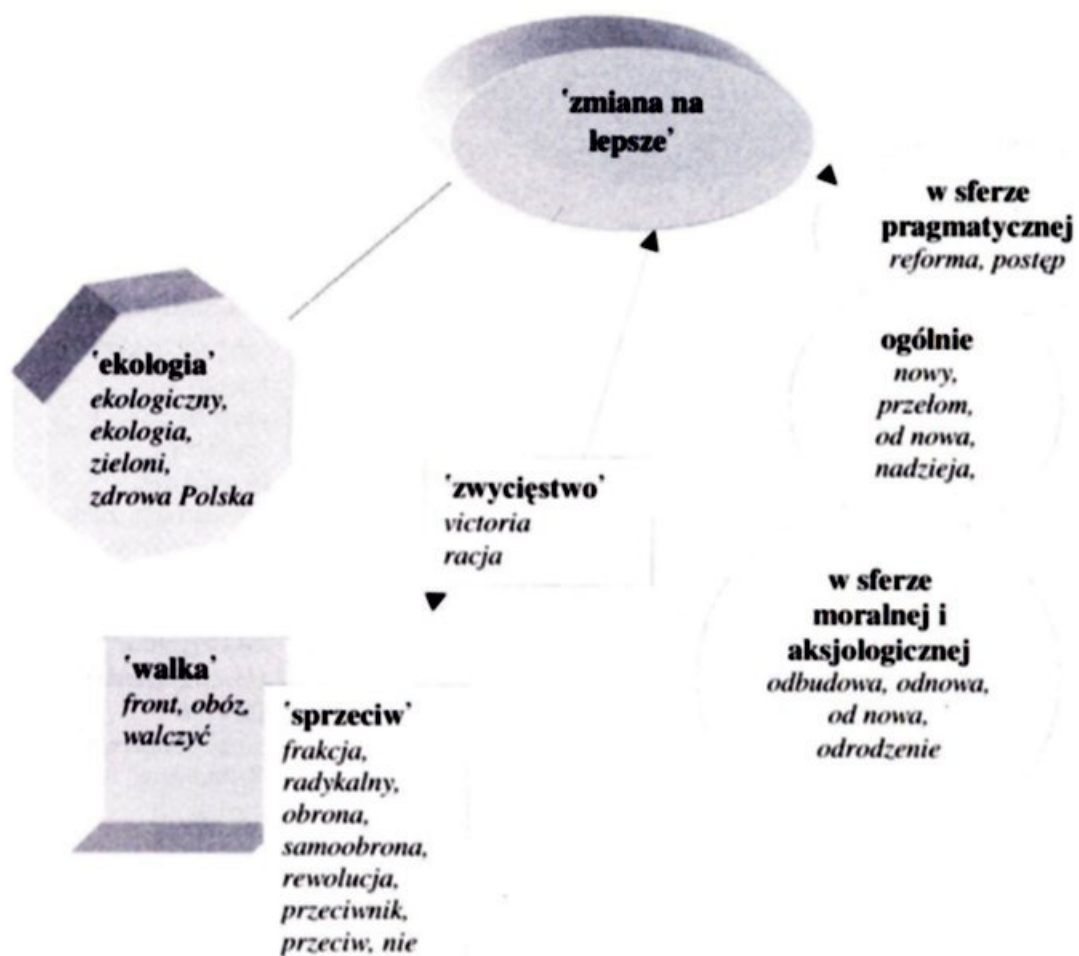 'zmiana na
lepsze'
w sferze
pragmatycznej
reforma, postęp
'ekologia'
ekologiczny,
ekologia,
zieloni,
zdrowa Polska
ogólnie
nowy,
przełom,
od nowa,
nadzieja,
'zwycięstwo'
victoria
racja
w sferze
moralnej i
aksjologicznej
odbudowa, odnowa,
od nowa,
odrodzenie
'walka'
front, obóz,
walczyć
'sprzeciw'
frakcja,
radykalny,
obrona,
samoobrona,
rewolucja,
przeciwnik,
przeciw, nie